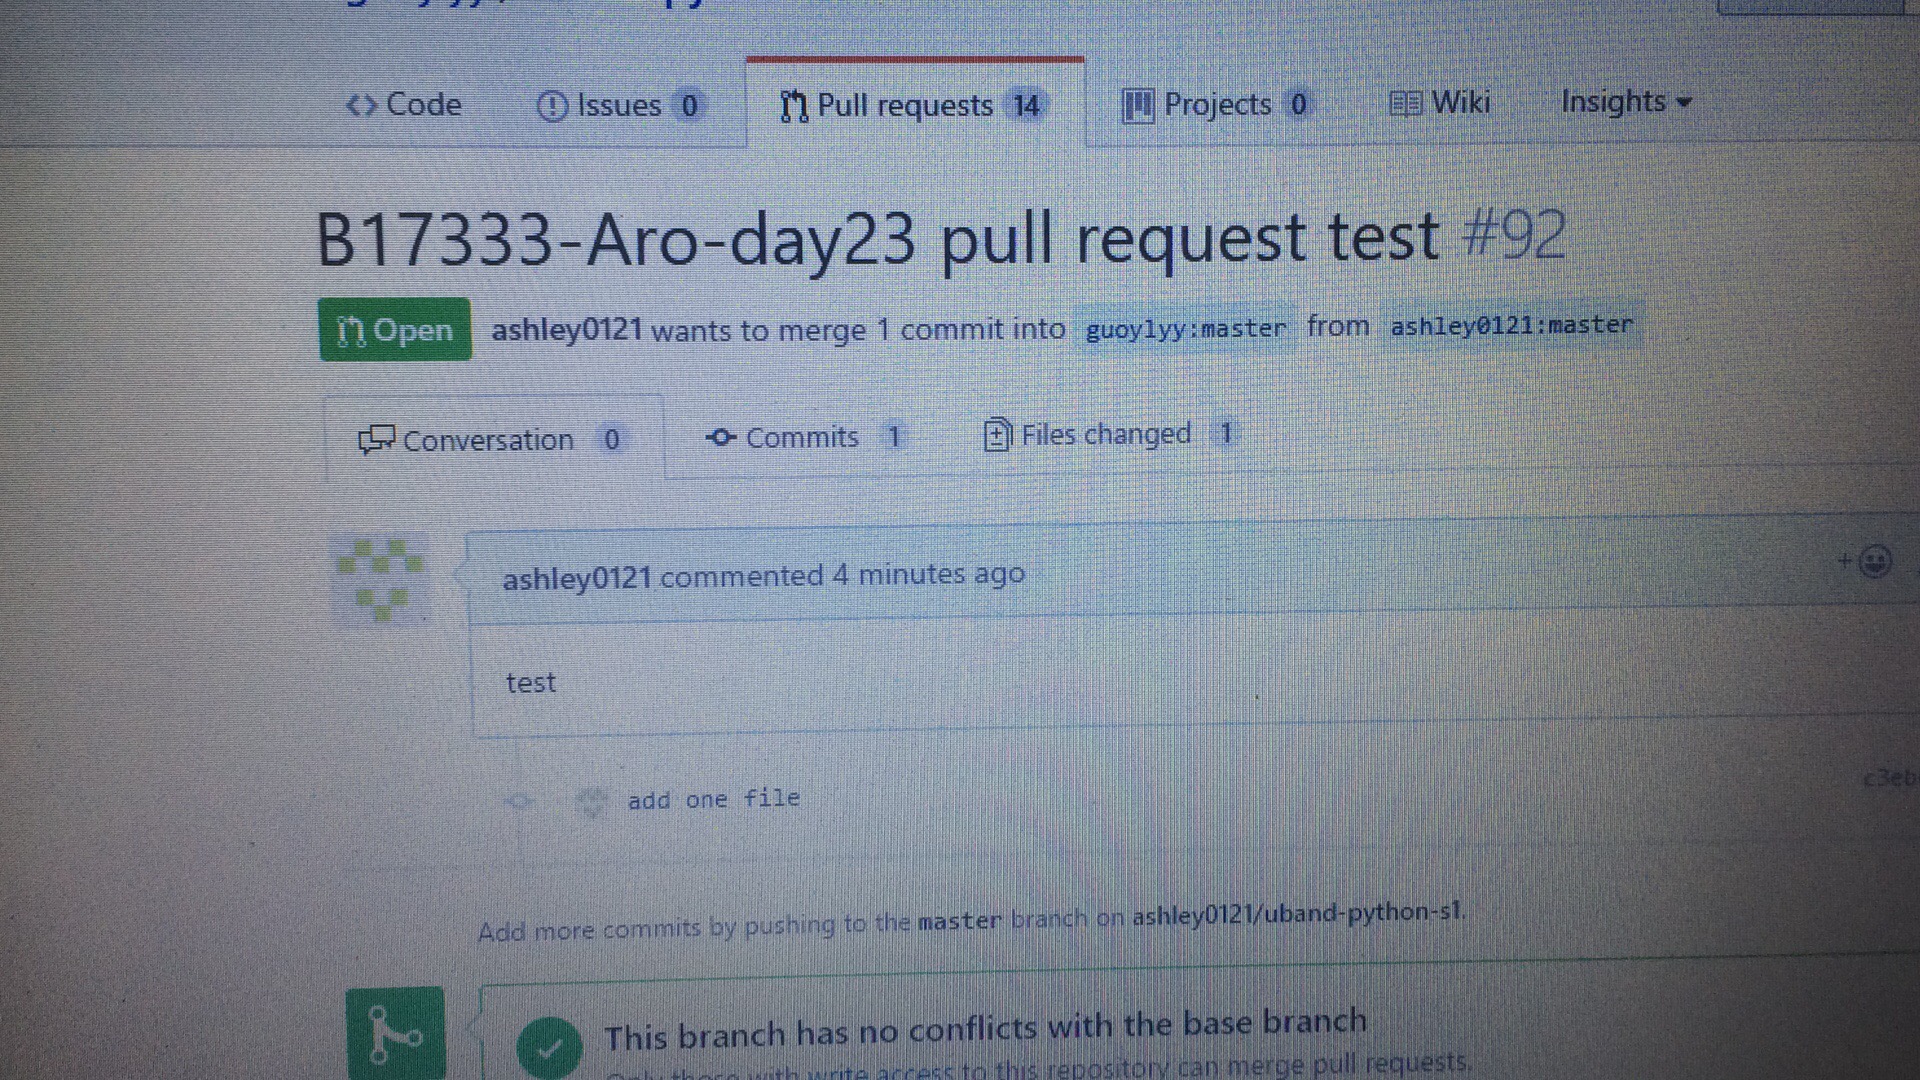 Code Issues 0 Pull requests 14 Projects 0 Wiki Insights
B17333-Aro-day23 pull request test #92
Open ashley0121 wants to merge 1 commit into guoylyy:master from ashley0121:master
Conversation 0 Commits 1 Files changed 1
ashley0121 commented 4 minutes ago
test
add one file c3eb
Add more commits by pushing to the master branch on ashley0121/uband-python-s1.
This branch has no conflicts with the base branch
Only those with write access to this repository can merge pull requests.